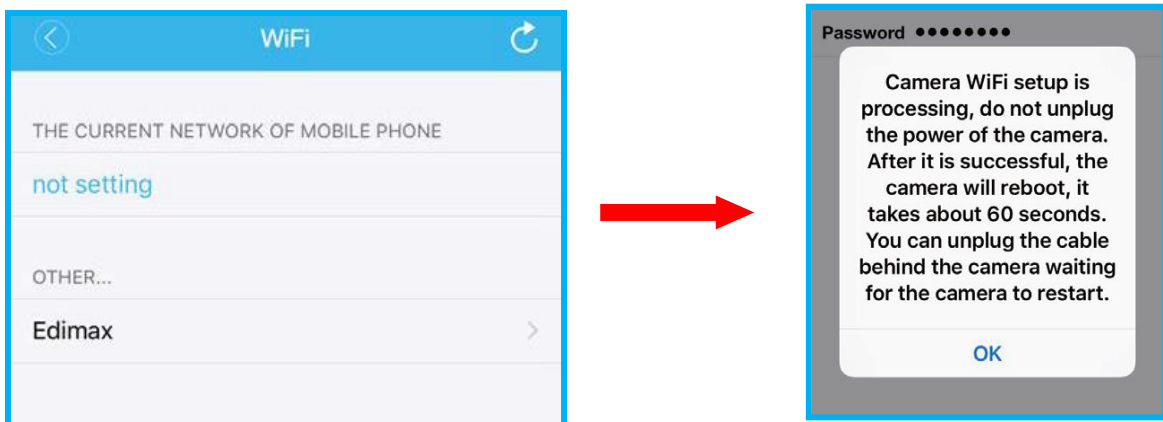 WiFi
THE CURRENT NETWORK OF MOBILE PHONE
not setting
OTHER...
Edimax
Password ●●●●●●●●
Camera WiFi setup is
processing, do not unplug
the power of the camera.
After it is successful, the
camera will reboot, it
takes about 60 seconds.
You can unplug the cable
behind the camera waiting
for the camera to restart.
OK